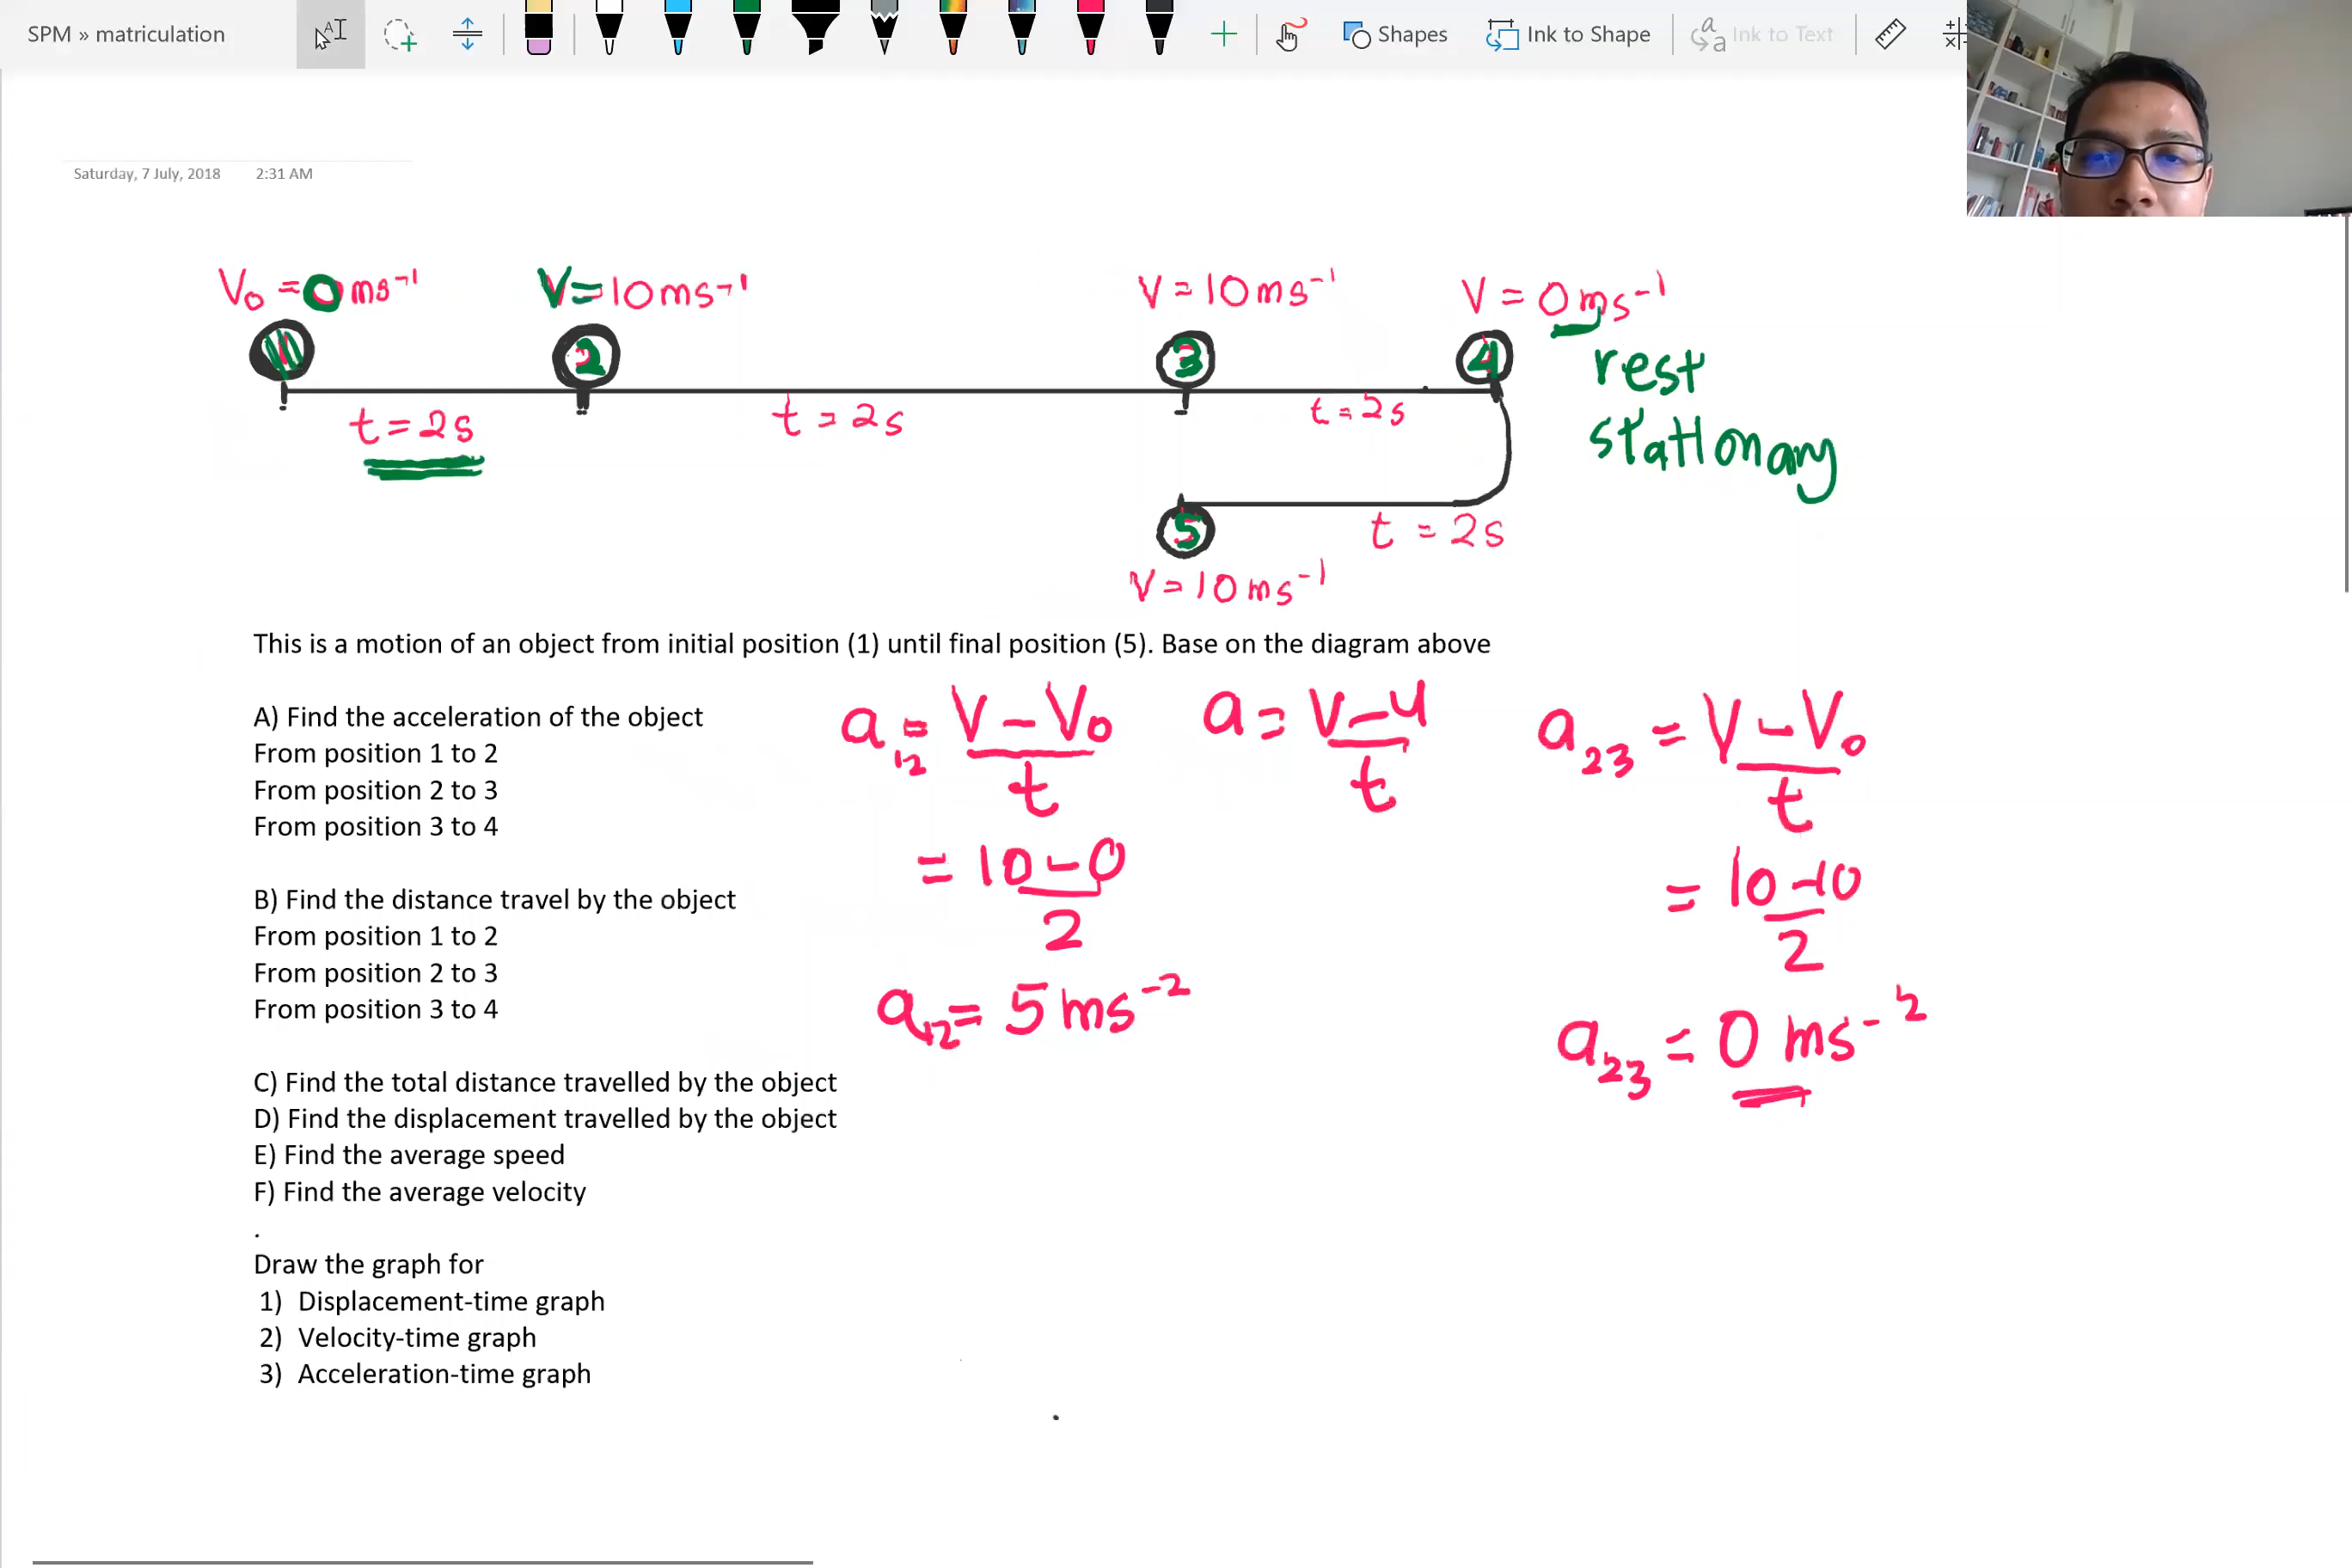 SPM » matriculation
Shapes
Ink to Shape
Ink to Text
Saturday, 7 July, 2018 2:31 AM
V₀ = 0 ms⁻¹ V = 10 ms⁻¹ V = 10 ms⁻¹ V = 0 ms⁻¹
1 2 3 4 rest
t = 2s t = 2s t = 2s stationary
5 t = 2s
V = 10 ms⁻¹
This is a motion of an object from initial position (1) until final position (5). Base on the diagram above
A) Find the acceleration of the object
From position 1 to 2
From position 2 to 3
From position 3 to 4
B) Find the distance travel by the object
From position 1 to 2
From position 2 to 3
From position 3 to 4
C) Find the total distance travelled by the object
D) Find the displacement travelled by the object
E) Find the average speed
F) Find the average velocity
.
Draw the graph for
1) Displacement-time graph
2) Velocity-time graph
3) Acceleration-time graph
a₁₂ = V - V₀
t
= 10 - 0
2
a₁₂ = 5 ms⁻²
a = V - u
t
a₂₃ = V - V₀
t
= 10 - 10
2
a₂₃ = 0 ms⁻²